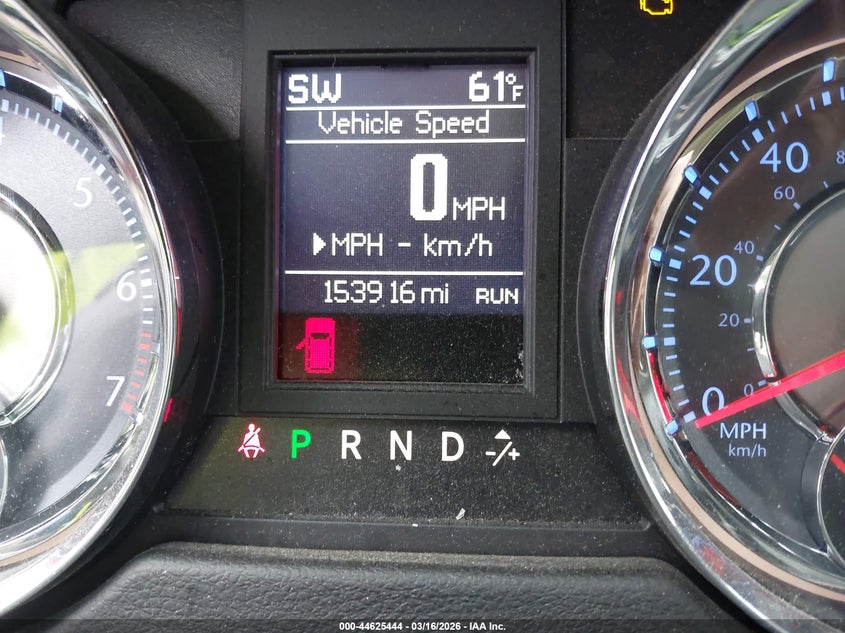 SW 61°F
Vehicle Speed
0 MPH
▶MPH - km/h
153916 mi RUN
P R N D -/+
5
6
7
40
60
20
40
20
0
0
MPH
km/h
000-44625444 - 03/16/2026 - IAA Inc.